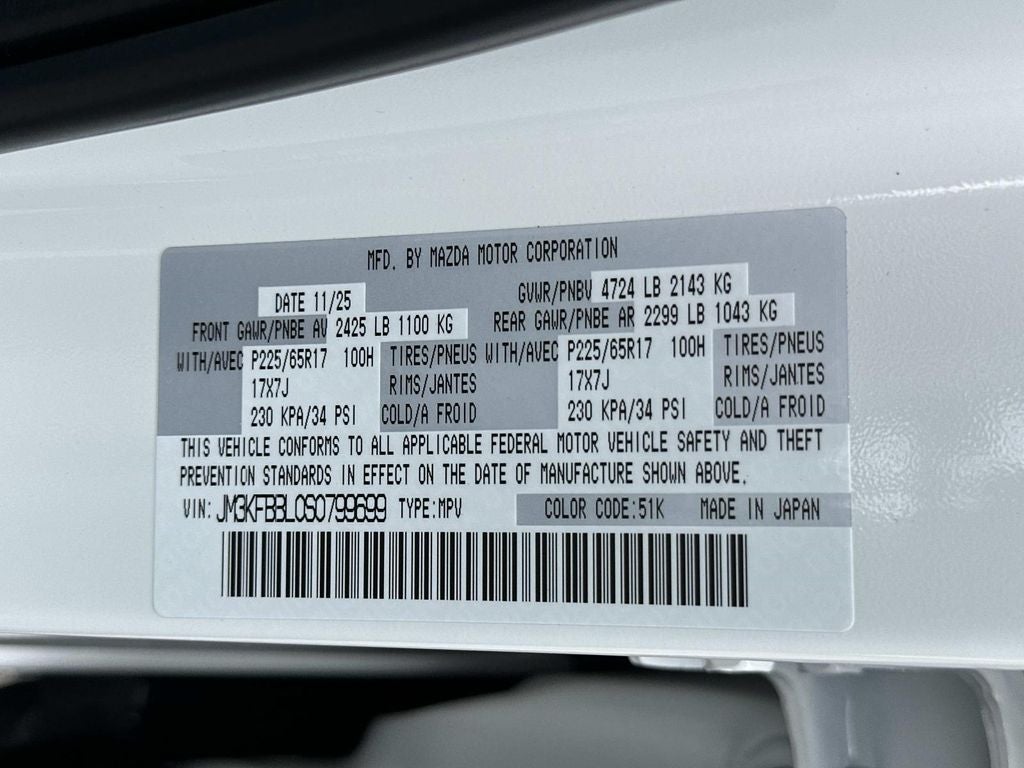 MFD. BY MAZDA MOTOR CORPORATION
DATE 11/25 GVWR/PNBV 4724 LB 2143 KG
FRONT GAWR/PNBE AV 2425 LB 1100 KG REAR GAWR/PNBE AR 2299 LB 1043 KG
WITH/AVEC P225/65R17 100H TIRES/PNEUS WITH/AVEC P225/65R17 100H TIRES/PNEUS
17X7J RIMS/JANTES 17X7J RIMS/JANTES
230 KPA/34 PSI COLD/A FROID 230 KPA/34 PSI COLD/A FROID
THIS VEHICLE CONFORMS TO ALL APPLICABLE FEDERAL MOTOR VEHICLE SAFETY AND THEFT
PREVENTION STANDARDS IN EFFECT ON THE DATE OF MANUFACTURE SHOWN ABOVE.
VIN: JM3KFBBL0S0799699 TYPE:MPV COLOR CODE:51K MADE IN JAPAN